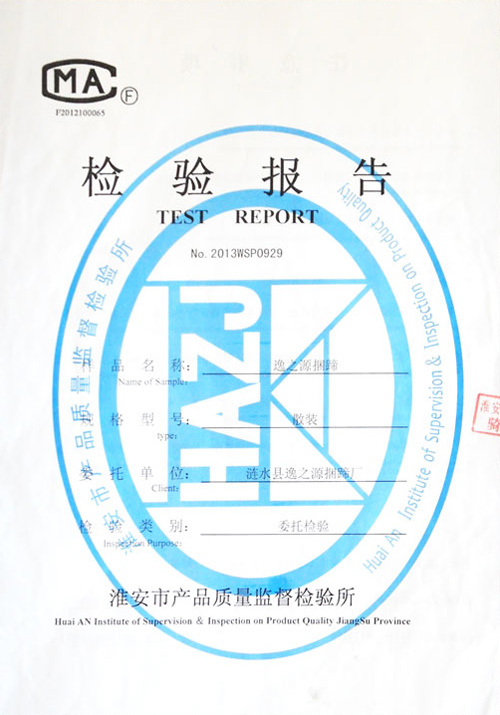 MA
F
F2012100065
检 验 报 告
TEST REPORT
No. 2013WSP0929
品 名 称： 逸之源捆蹄
Name of Sample：
格 型 号： 散装
type：
委 托 单 位： 涟水县逸之源捆蹄厂
Client：
检 验 类 别： 委托检验
Inspection Purpose：
淮安市产品质量监督检验所
Huai AN Institute of Supervision & Inspection on Product Quality JiangSu Province
淮安市产品质量监督检验所
HAZJ
Huai AN Institute of Supervision & Inspection on Product Quality
淮安
骑